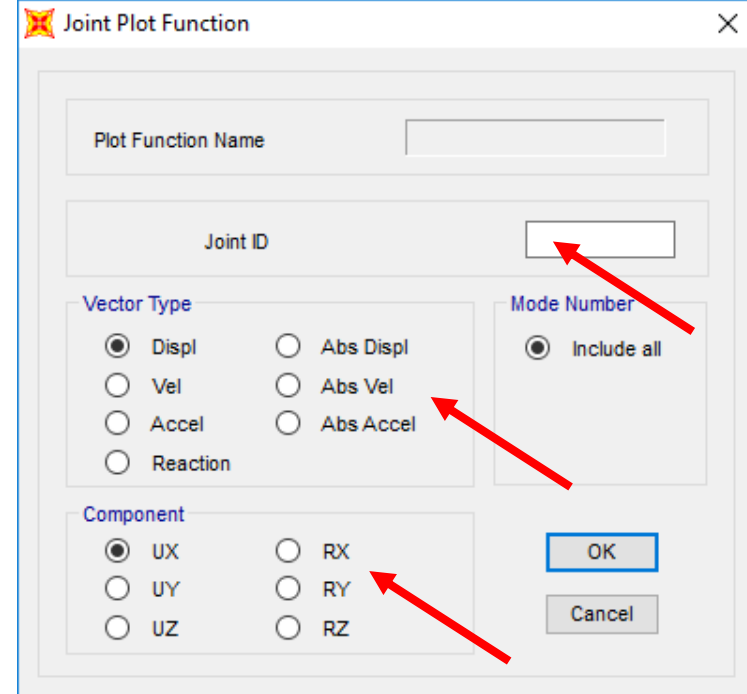 Joint Plot Function
Plot Function Name
Joint ID
Vector Type
Displ
Abs Displ
Vel
Abs Vel
Accel
Abs Accel
Reaction
Mode Number
Include all
Component
UX
RX
UY
RY
UZ
RZ
OK
Cancel